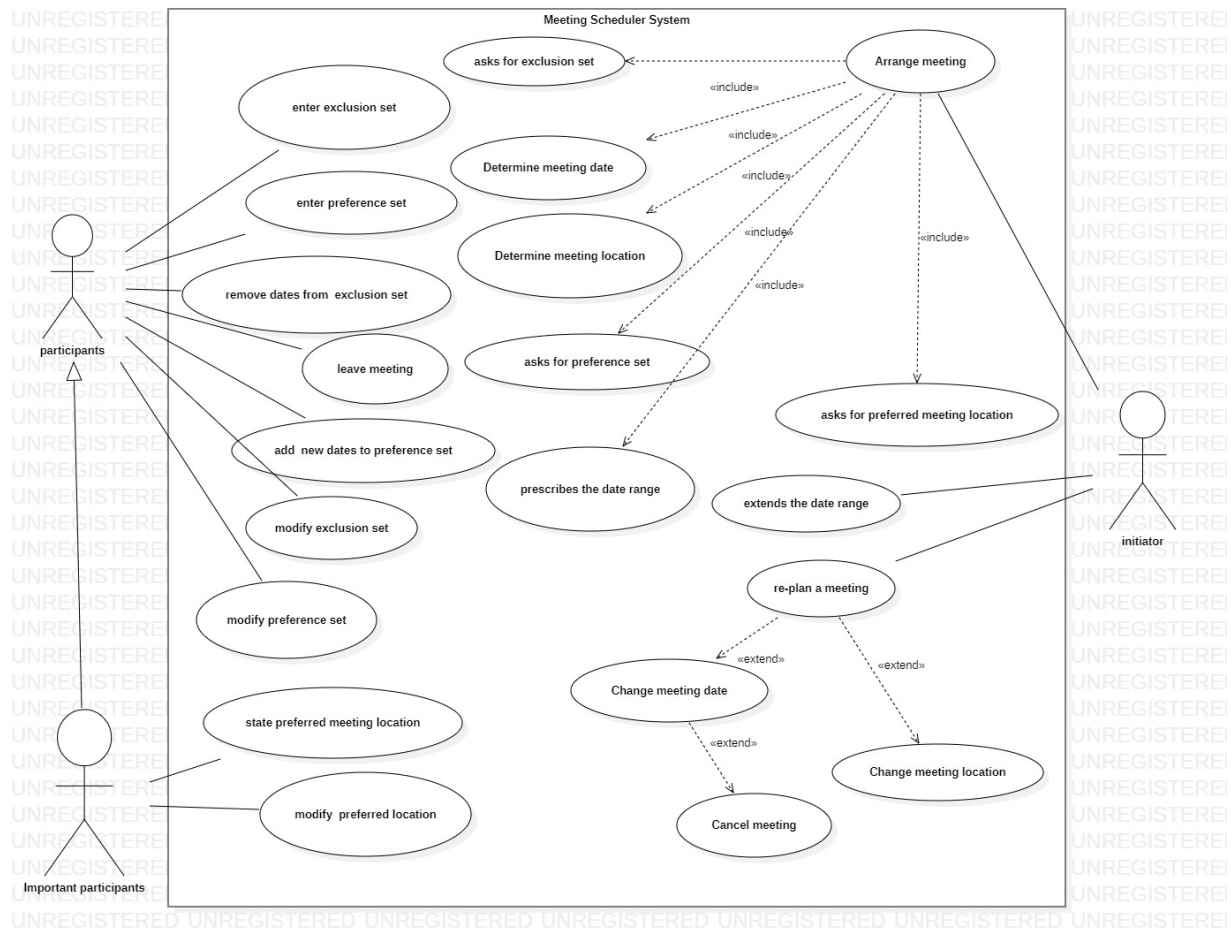 Meeting Scheduler System
asks for exclusion set
Arrange meeting
enter exclusion set
«include»
«include»
Determine meeting date
«include»
enter preference set
«include»
«include»
Determine meeting location
«include»
remove dates from exclusion set
participants
leave meeting
asks for preference set
asks for preferred meeting location
add new dates to preference set
prescribes the date range
extends the date range
modify exclusion set
initiator
re-plan a meeting
modify preference set
«extend»
«extend»
Change meeting date
state preferred meeting location
«extend»
Change meeting location
modify preferred location
Cancel meeting
Important participants
UNREGISTERED UNREGISTERED UNREGISTERED UNREGISTERED UNREGISTERED UNREGISTERED UNREGISTERE